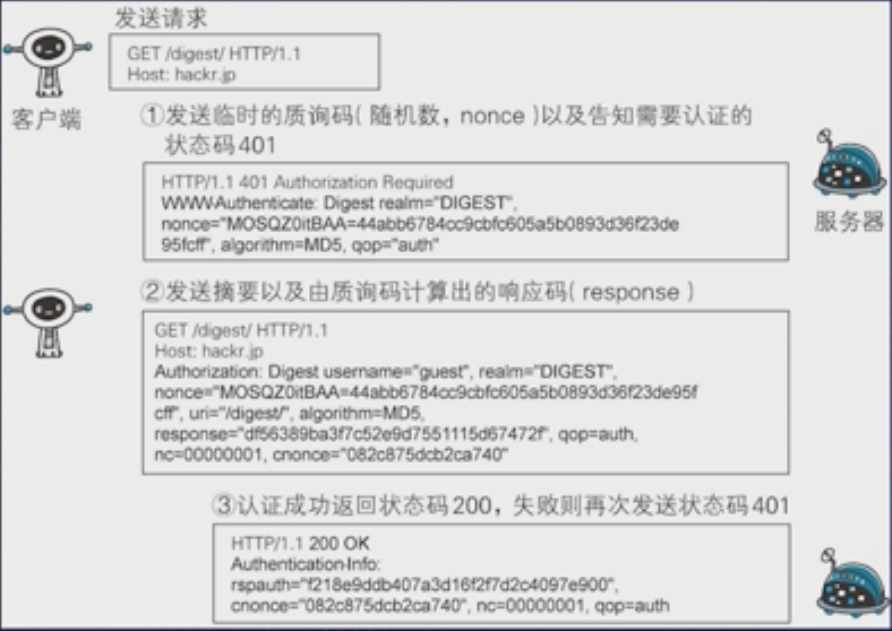 发送请求
GET /digest/ HTTP/1.1
Host: hackr.jp
客户端
①发送临时的质询码(随机数，nonce)以及告知需要认证的
状态码401
HTTP/1.1 401 Authorization Required
WWW-Authenticate: Digest realm="DIGEST",
nonce="MOSQZ0itBAA=44abb6784cc9cbfc605a5b0893d36f23de
95fcff", algorithm=MD5, qop="auth"
服务器
②发送摘要以及由质询码计算出的响应码(response)
GET /digest/ HTTP/1.1
Host: hackr.jp
Authorization: Digest username="guest", realm="DIGEST",
nonce="MOSQZ0itBAA=44abb6784cc9cbfc605a5b0893d36f23de95f
cff", uri="/digest/", algorithm=MD5,
response="df56389ba3f7c52e9d7551115d67472f", qop=auth,
nc=00000001, cnonce="082c875dcb2ca740"
③认证成功返回状态码200，失败则再次发送状态码401
HTTP/1.1 200 OK
Authentication-Info:
rspauth="f218e9ddb407a3d16f2f7d2c4097e900",
cnonce="082c875dcb2ca740", nc=00000001, qop=auth